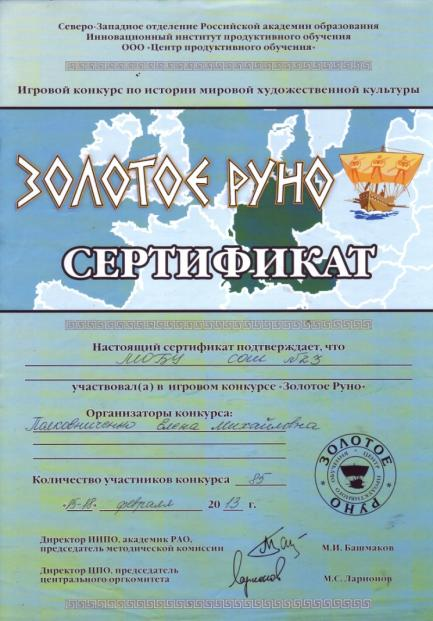 Северо-Западное отделение Российской академии образования
Инновационный институт продуктивного обучения
ООО «Центр продуктивного обучения»
Игровой конкурс по истории мировой художественной культуры
ЗОЛОТОЕ РУНО
СЕРТИФИКАТ
Настоящий сертификат подтверждает, что
МОБУ СОШ №23
участвовал(а) в игровом конкурсе «Золотое Руно»
Организаторы конкурса:
Полковниченко Елена Михайловна
Количество участников конкурса 85
15-18 февраля 2013 г.
ЗОЛОТОЕ
РУНО
Директор ИИПО, академик РАО,
председатель методической комиссии
М.И. Башмаков
Директор ЦПО, председатель
центрального оргкомитета
М.С. Ларионов